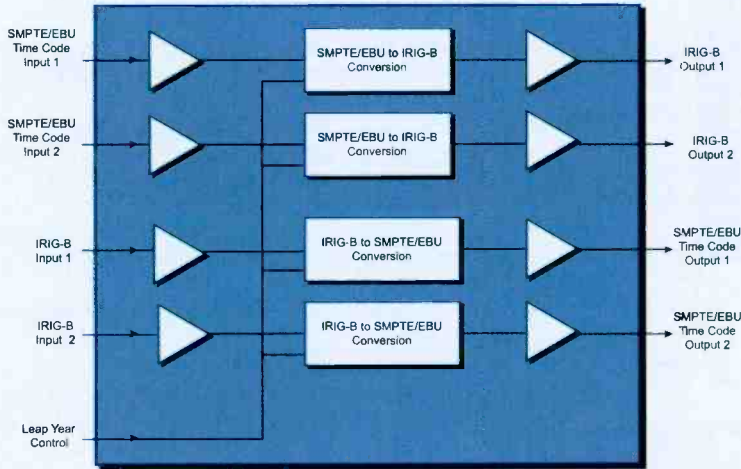 SMPTE/EBU
Time Code
Input 1
SMPTE/EBU to IRIG-B
Conversion
IRIG-B
Output 1
SMPTE/EBU
Time Code
Input 2
SMPTE/EBU to IRIG-B
Conversion
IRIG-B
Output 2
IRIG-B
Input 1
IRIG-B to SMPTE/EBU
Conversion
SMPTE/EBU
Time Code
Output 1
IRIG-B
Input 2
IRIG-B to SMPTE/EBU
Conversion
SMPTE/EBU
Time Code
Output 2
Leap Year
Control